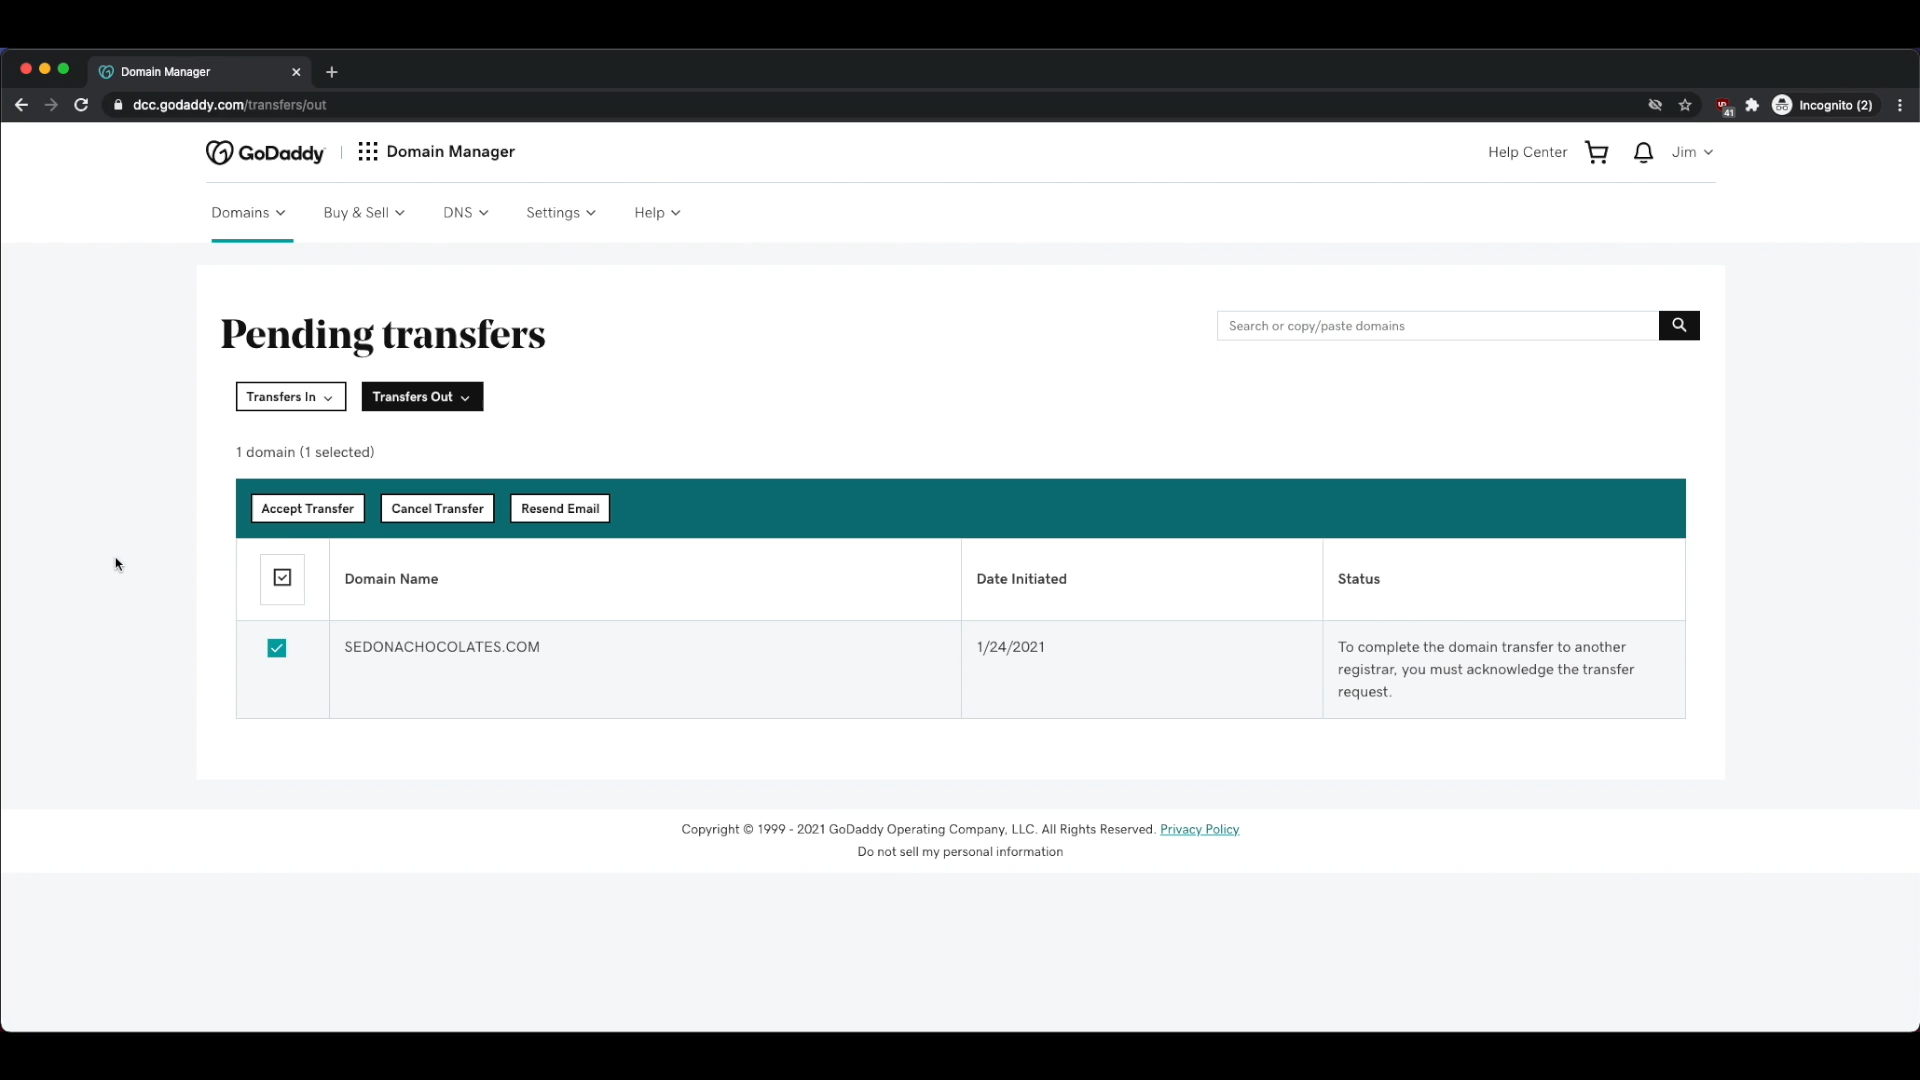 Domain Manager
dcc.godaddy.com/transfers/out
41
Incognito (2)
GoDaddy
Domain Manager
Help Center
Jim
Domains
Buy & Sell
DNS
Settings
Help
Pending transfers
Search or copy/paste domains
Transfers In
Transfers Out
1 domain (1 selected)
Accept Transfer
Cancel Transfer
Resend Email
Domain Name
Date Initiated
Status
SEDONACHOCOLATES.COM
1/24/2021
To complete the domain transfer to another
registrar, you must acknowledge the transfer
request.
Copyright © 1999 - 2021 GoDaddy Operating Company, LLC. All Rights Reserved. Privacy Policy
Do not sell my personal information